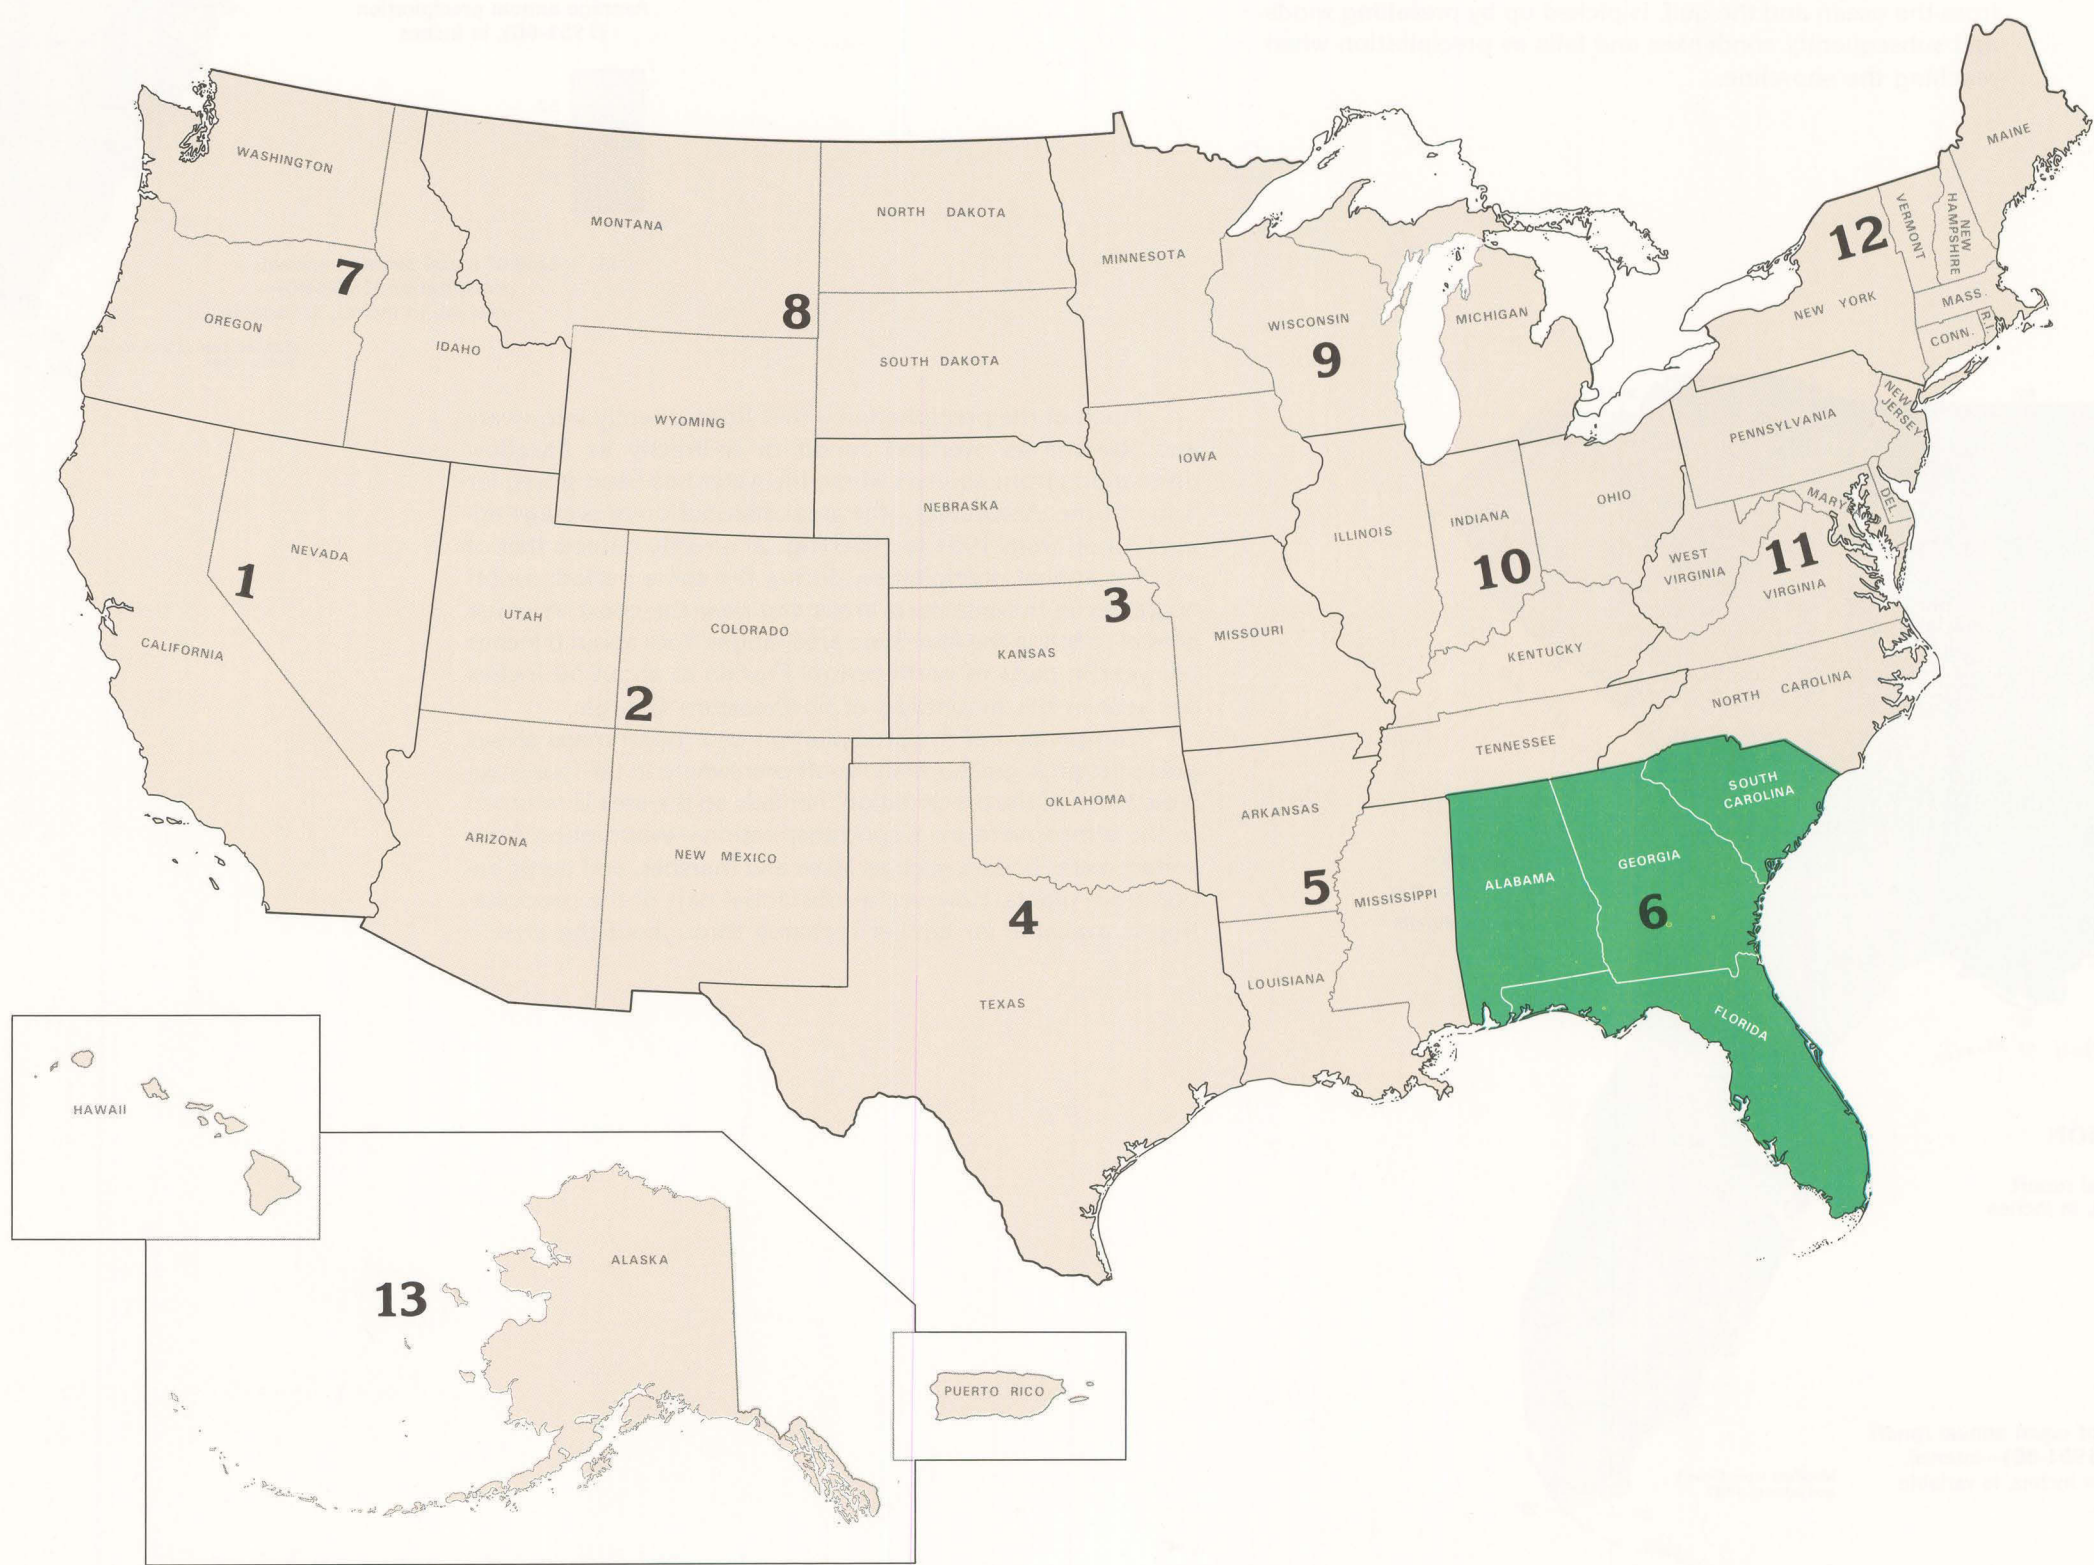 WASHINGTON
MONTANA
NORTH DAKOTA
MINNESOTA
MAINE
VERMONT
NEW
HAMPSHIRE
12
7
OREGON
IDAHO
8
SOUTH DAKOTA
WISCONSIN
9
MICHIGAN
NEW YORK
MASS.
CONN.
R.I.
WYOMING
NEBRASKA
IOWA
PENNSYLVANIA
NEW
JERSEY
NEVADA
1
ILLINOIS
INDIANA
10
OHIO
WEST
VIRGINIA
11
VIRGINIA
MARYLAND
DEL.
CALIFORNIA
UTAH
COLORADO
2
KANSAS
3
MISSOURI
KENTUCKY
NORTH CAROLINA
TENNESSEE
ARIZONA
NEW MEXICO
OKLAHOMA
ARKANSAS
5
SOUTH
CAROLINA
MISSISSIPPI
ALABAMA
GEORGIA
6
4
TEXAS
LOUISIANA
FLORIDA
HAWAII
ALASKA
13
PUERTO RICO